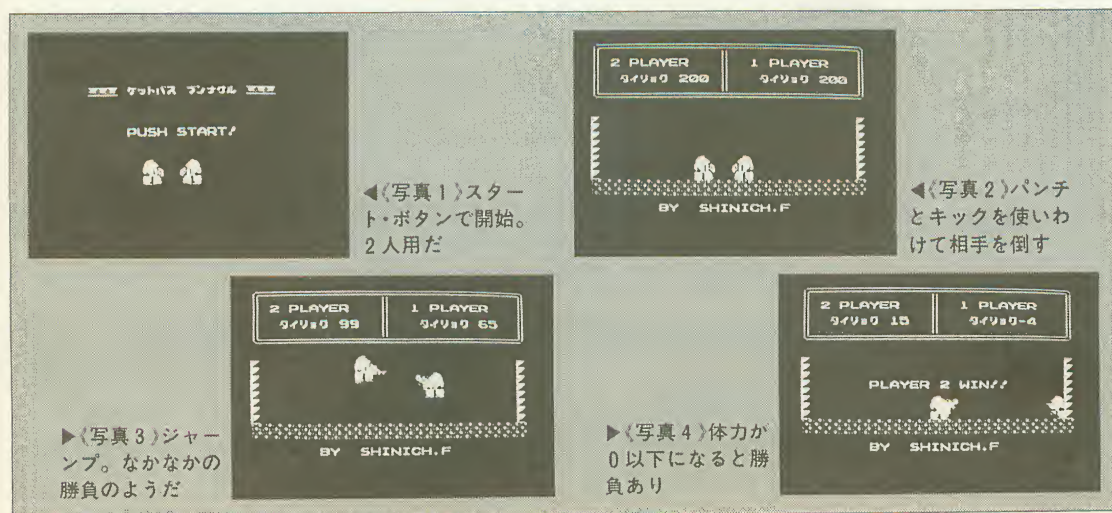 ケットバス ブンナグル
PUSH START!
◀《写真1》スター
ト・ボタンで開始。
2人用だ
2 PLAYER
タイリョク 200
1 PLAYER
タイリョク 200
BY SHINICH.F
◀《写真2》パンチ
とキックを使いわ
けて相手を倒す
▶《写真3》ジャー
ンプ。なかなかの
勝負のようだ
2 PLAYER
タイリョク 99
1 PLAYER
タイリョク 65
BY SHINICH.F
▶《写真4》体力か
0以下になると勝
負あり
2 PLAYER
タイリョク 15
1 PLAYER
タイリョク-4
PLAYER 2 WIN!!
BY SHINICH.F